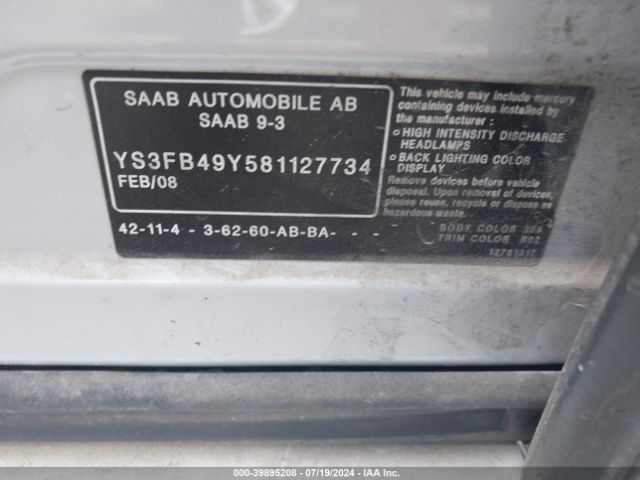 SAAB AUTOMOBILE AB
SAAB 9-3
YS3FB49Y581127734
FEB/08
42-11-4 - 3-62-60-AB-BA- - -
This vehicle may include mercury
containing devices installed by
the manufacturer :
○ HIGH INTENSITY DISCHARGE
HEADLAMPS
○ BACK LIGHTING COLOR
DISPLAY
Remove devices before vehicle
disposal. Upon removal of devices,
please reuse, recycle or dispose as
hazardous waste.
BODY COLOR
TRIM COLOR
000-39895208 - 07/19/2024 - IAA Inc.